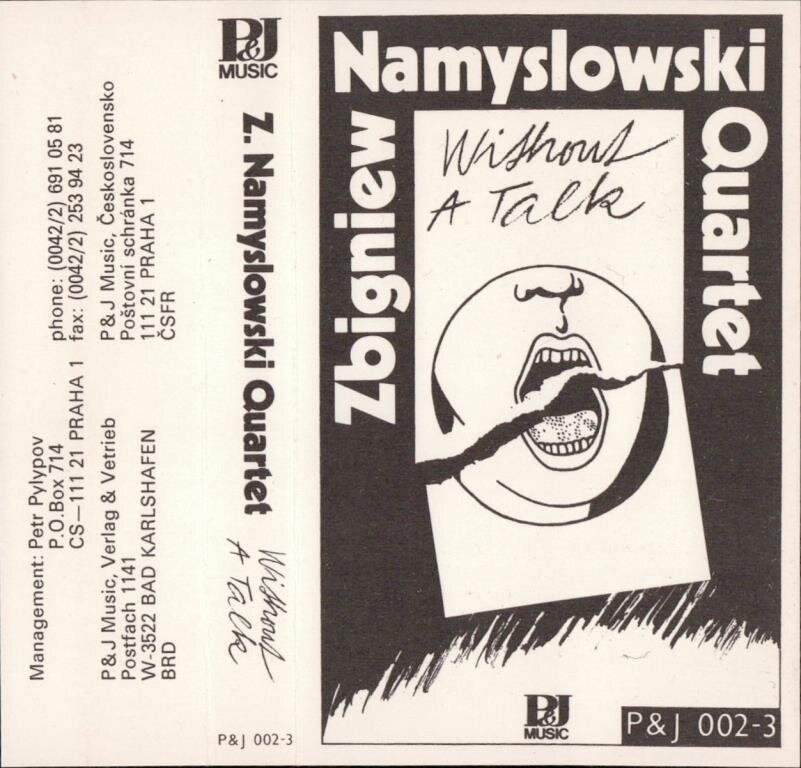 Management: Petr Pylypov
P.O.Box 714
CS—111 21 PRAHA 1
phone: (0042/2) 691 05 81
fax: (0042/2) 253 94 23
P&J Music, Verlag & Vetrieb
Postfach 1141
W-3522 BAD KARLSHAFEN
BRD
P&J Music, Československo
Poštovní schránka 714
111 21 PRAHA 1
ČSFR
P&J
MUSIC
Z. Namyslowski Quartet
Without
A Talk
P&J 002-3
Zbigniew
Namyslowski
Quartet
Without
A Talk
P&J
MUSIC
P&J 002-3